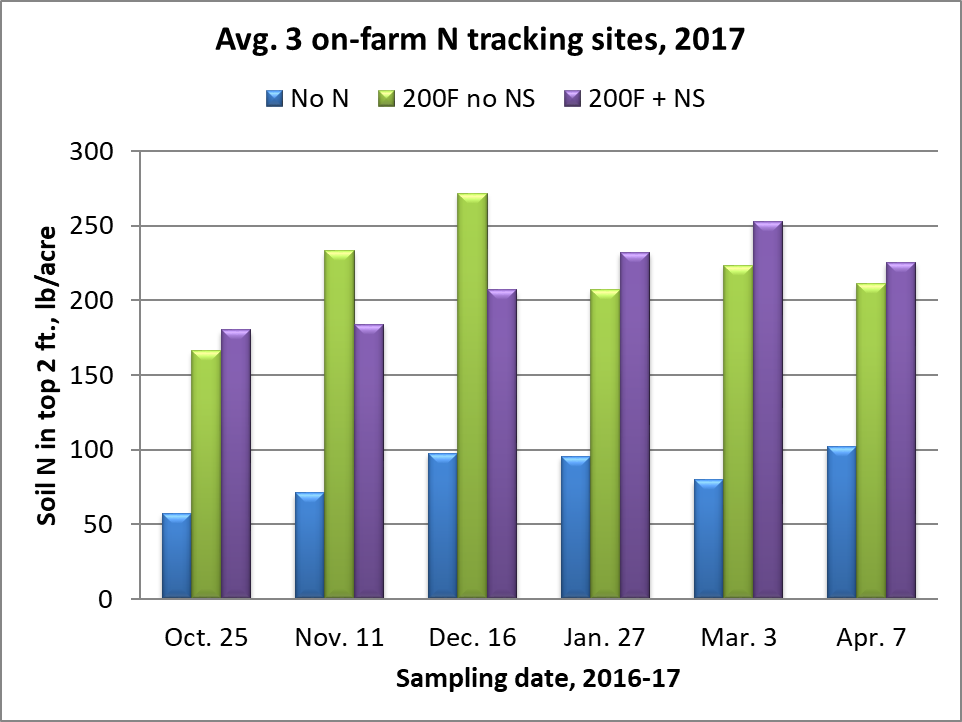 Avg. 3 on-farm N tracking sites, 2017
No N 200F no NS 200F + NS
Soil N in top 2 ft., lb/acre
300
250
200
150
100
50
0
Oct. 25 Nov. 11 Dec. 16 Jan. 27 Mar. 3 Apr. 7
Sampling date, 2016-17